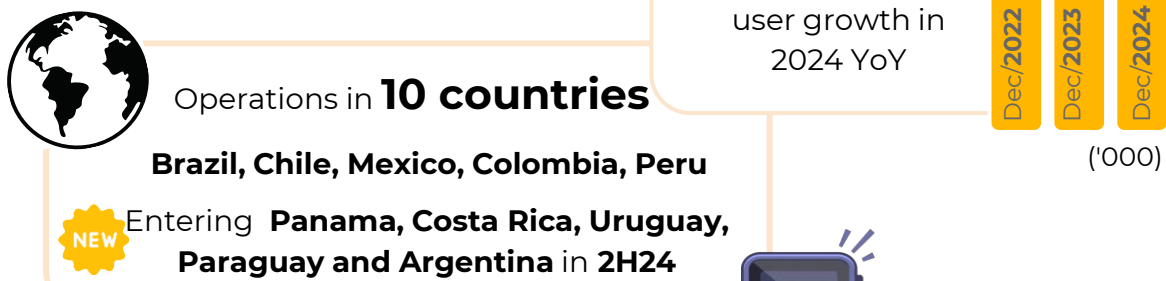 user growth in
2024 YoY
Dec/2022
Dec/2023
Dec/2024
('000)
Operations in 10 countries
Brazil, Chile, Mexico, Colombia, Peru
NEW
Entering Panama, Costa Rica, Uruguay,
Paraguay and Argentina in 2H24